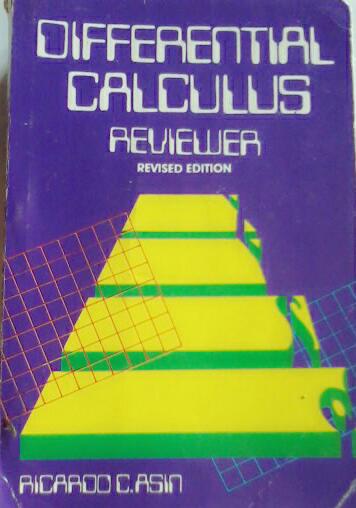 DIFFERENTIAL
CALCULUS
REVIEWER
REVISED EDITION
RICARDO C. ASIN